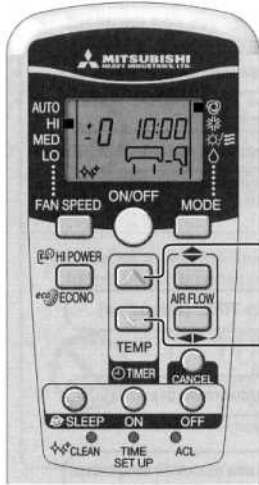 MITSUBISHI
HEAVY INDUSTRIES, LTD.
AUTO
HI
MED
LO
+-0 10:00
FAN SPEED
ON/OFF
MODE
HI POWER
eco ECONO
AIR FLOW
TEMP
TIMER
CANCEL
SLEEP
ON
OFF
CLEAN
TIME
SET UP
ACL